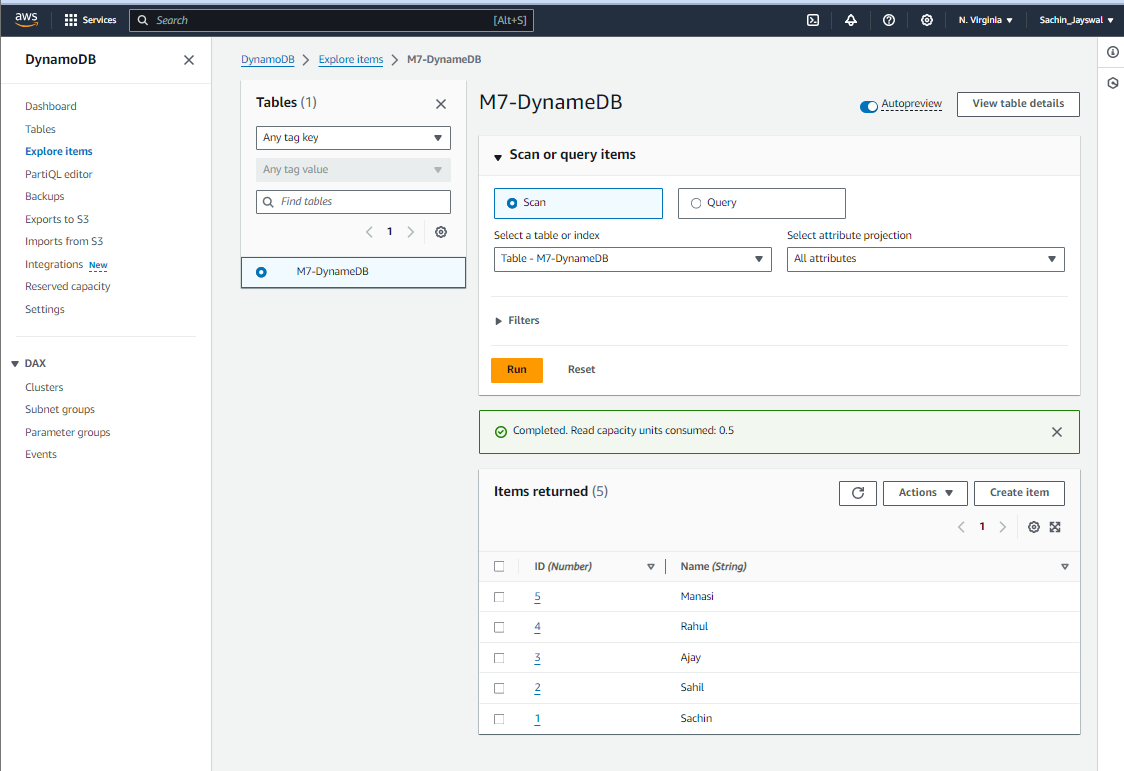 aws Services Search [Alt+S] N. Virginia Sachin_Jayswal
DynamoDB
Dashboard
Tables
Explore items
PartiQL editor
Backups
Exports to S3
Imports from S3
Integrations New
Reserved capacity
Settings
DAX
Clusters
Subnet groups
Parameter groups
Events
DynamoDB > Explore items > M7-DynameDB
Tables (1)
Any tag key
Any tag value
Find tables
1
M7-DynameDB
M7-DynameDB
Autopreview
View table details
Scan or query items
Scan Query
Select a table or index Select attribute projection
Table - M7-DynameDB All attributes
Filters
Run Reset
Completed. Read capacity units consumed: 0.5
Items returned (5)
Actions Create item
1
ID (Number) Name (String)
5 Manasi
4 Rahul
3 Ajay
2 Sahil
1 Sachin